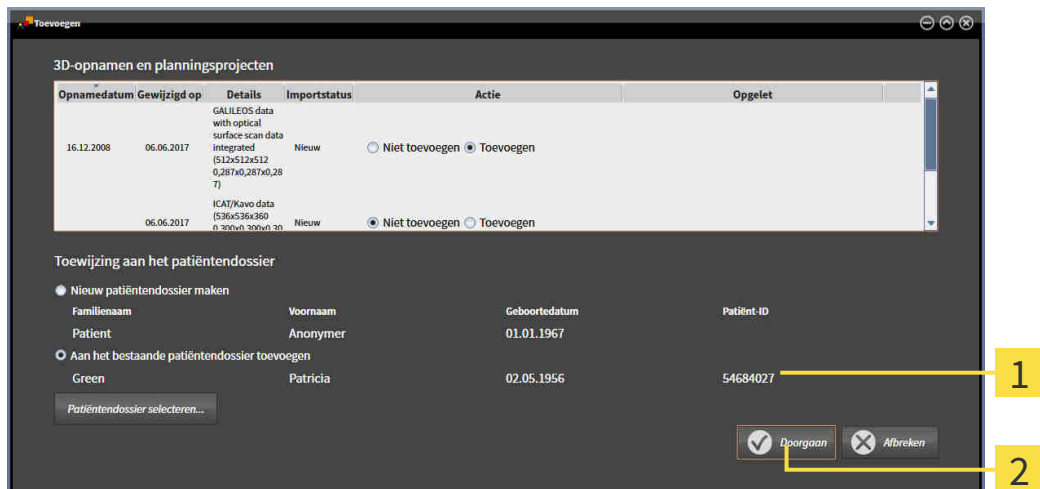 Toevoegen
3D-opnamen en planningsprojecten
Opnamedatum Gewijzigd op Details Importstatus Actie Opgelet
GALILEOS data
with optical
surface scan data
16.12.2008 06.06.2017 integrated Nieuw Niet toevoegen Toevoegen
(512x512x512
0,287x0,287x0,28
7)
ICAT/Kavo data
06.06.2017 (536x536x360 Nieuw Niet toevoegen Toevoegen
0,300x0,300x0,30
Toewijzing aan het patiëntendossier
Nieuw patiëntendossier maken
Familienaam Voornaam Geboortedatum Patiënt-ID
Patient Anonymer 01.01.1967
Aan het bestaande patiëntendossier toevoegen
Green Patricia 02.05.1956 54684027
1
Patiëntendossier selecteren...
Doorgaan Afbreken
2